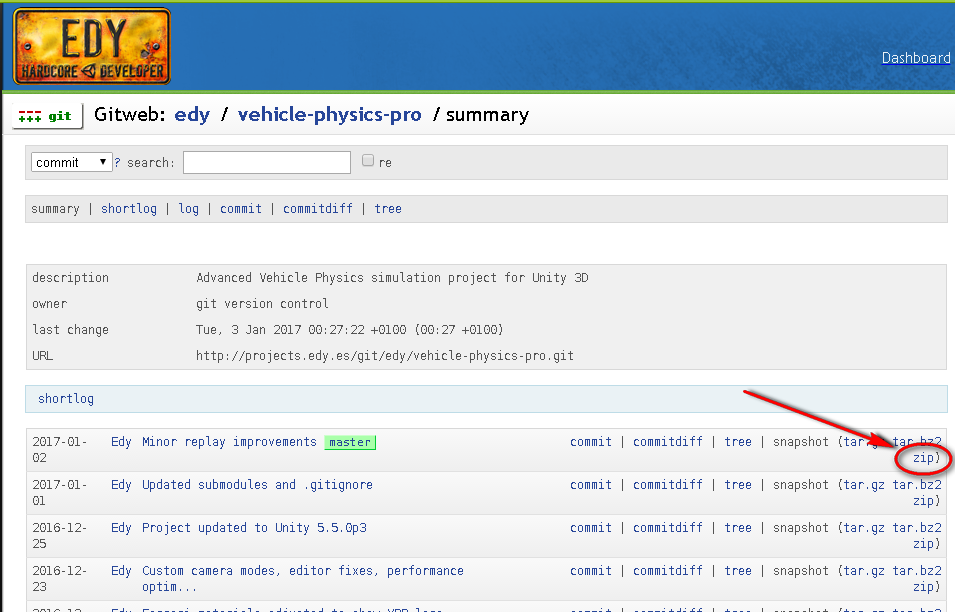 EDY
HARDCORE DEVELOPER
Dashboard
git Gitweb: edy / vehicle-physics-pro / summary
commit ? search: re
summary | shortlog | log | commit | commitdiff | tree
description Advanced Vehicle Physics simulation project for Unity 3D
owner git version control
last change Tue, 3 Jan 2017 00:27:22 +0100 (00:27 +0100)
URL http://projects.edy.es/git/edy/vehicle-physics-pro.git
shortlog
2017-01-02 Edy Minor replay improvements master commit | commitdiff | tree | snapshot (tar.gz tar.bz2 zip)
2017-01-01 Edy Updated submodules and .gitignore commit | commitdiff | tree | snapshot (tar.gz tar.bz2 zip)
2016-12-25 Edy Project updated to Unity 5.5.0p3 commit | commitdiff | tree | snapshot (tar.gz tar.bz2 zip)
2016-12-23 Edy Custom camera modes, editor fixes, performance optim... commit | commitdiff | tree | snapshot (tar.gz tar.bz2 zip)